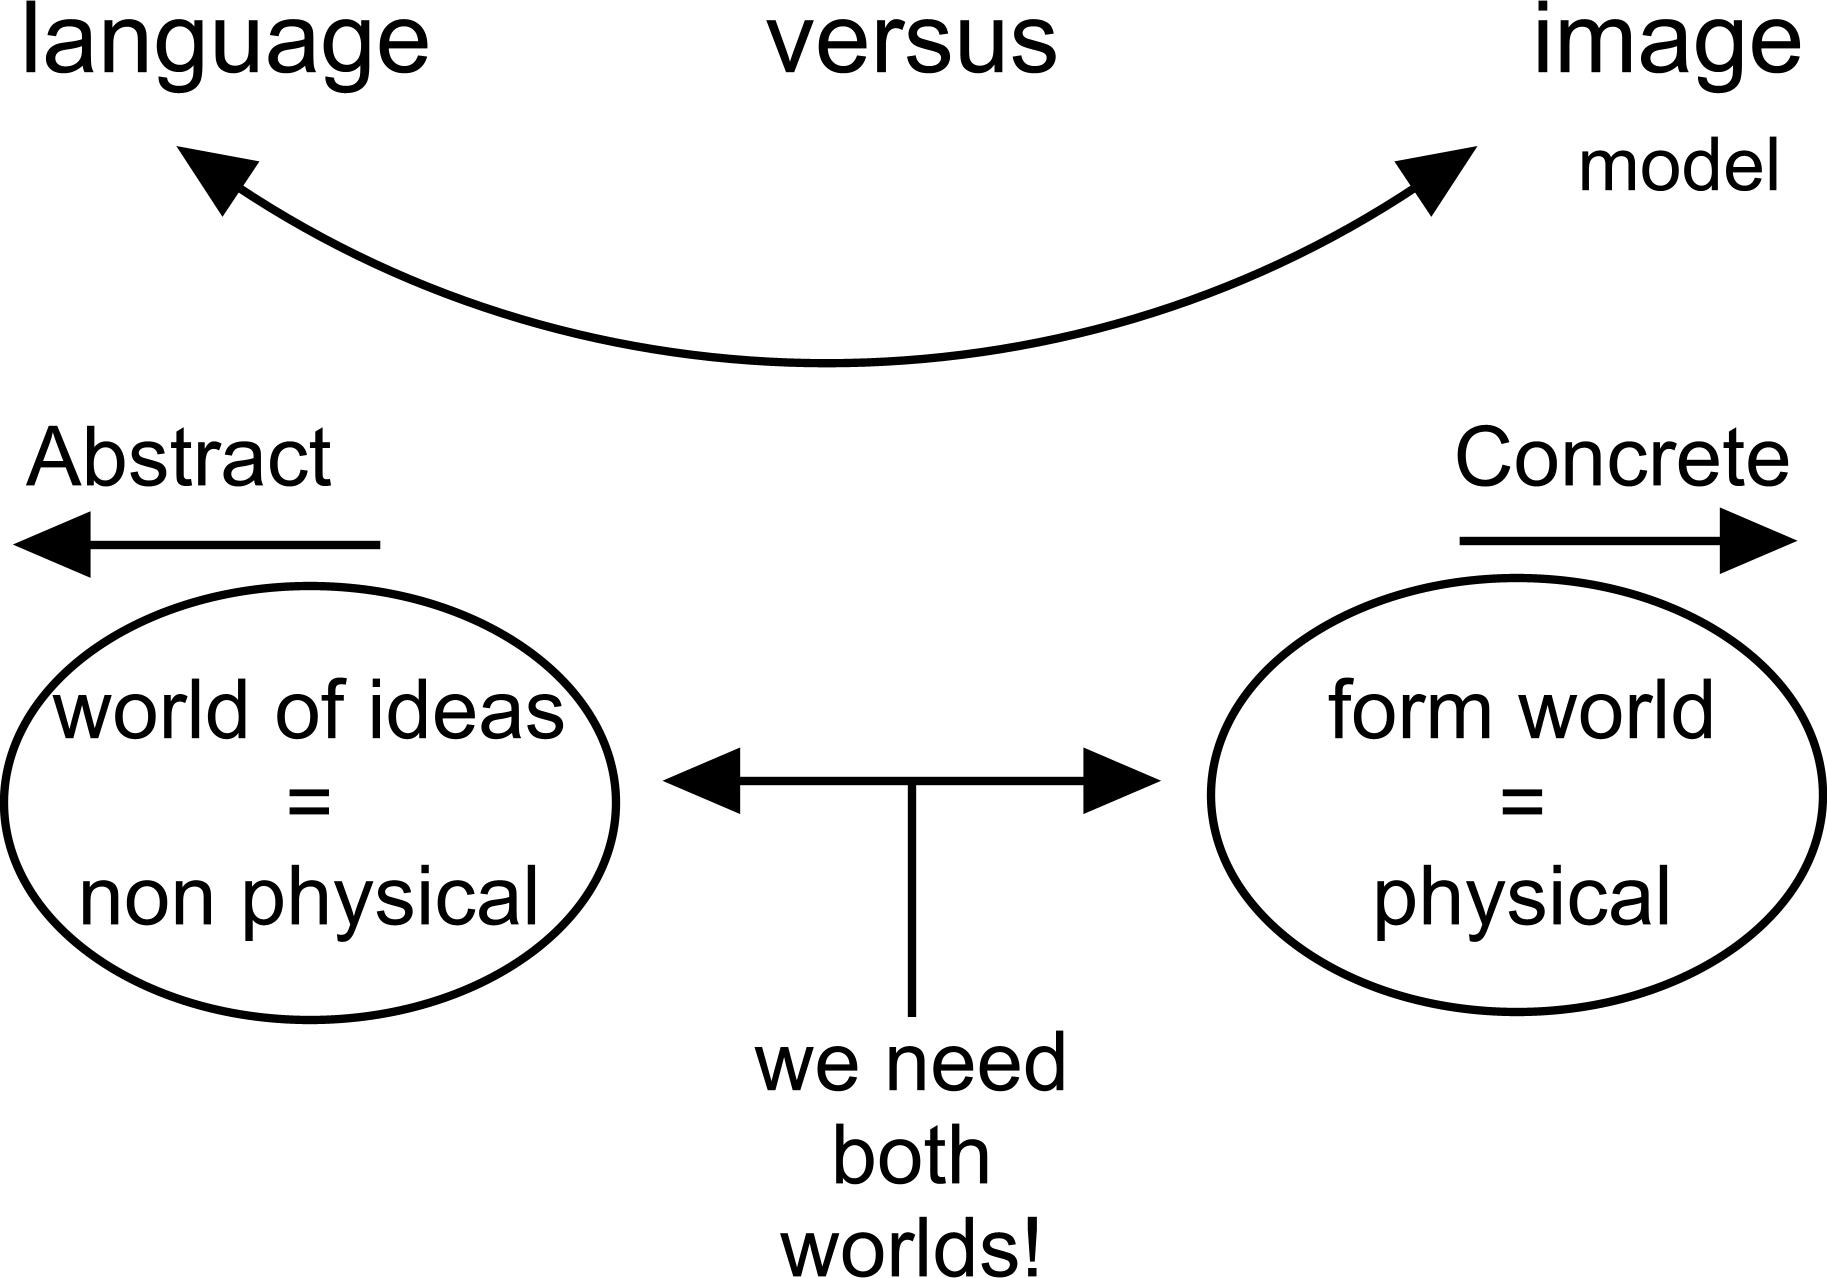 language versus image
model
Abstract
Concrete
world of ideas
=
non physical
form world
=
physical
we need
both
worlds!